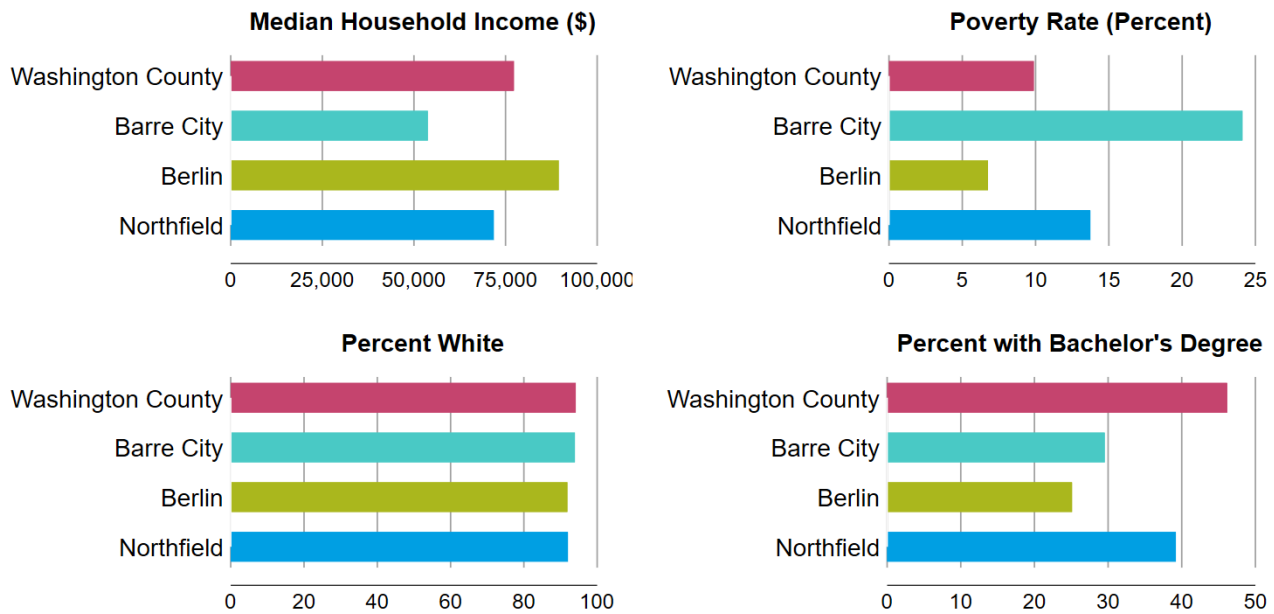 Median Household Income ($)
Washington County
Barre City
Berlin
Northfield
0 25,000 50,000 75,000 100,000
Poverty Rate (Percent)
Washington County
Barre City
Berlin
Northfield
0 5 10 15 20 25
Percent White
Washington County
Barre City
Berlin
Northfield
0 20 40 60 80 100
Percent with Bachelor's Degree
Washington County
Barre City
Berlin
Northfield
0 10 20 30 40 50